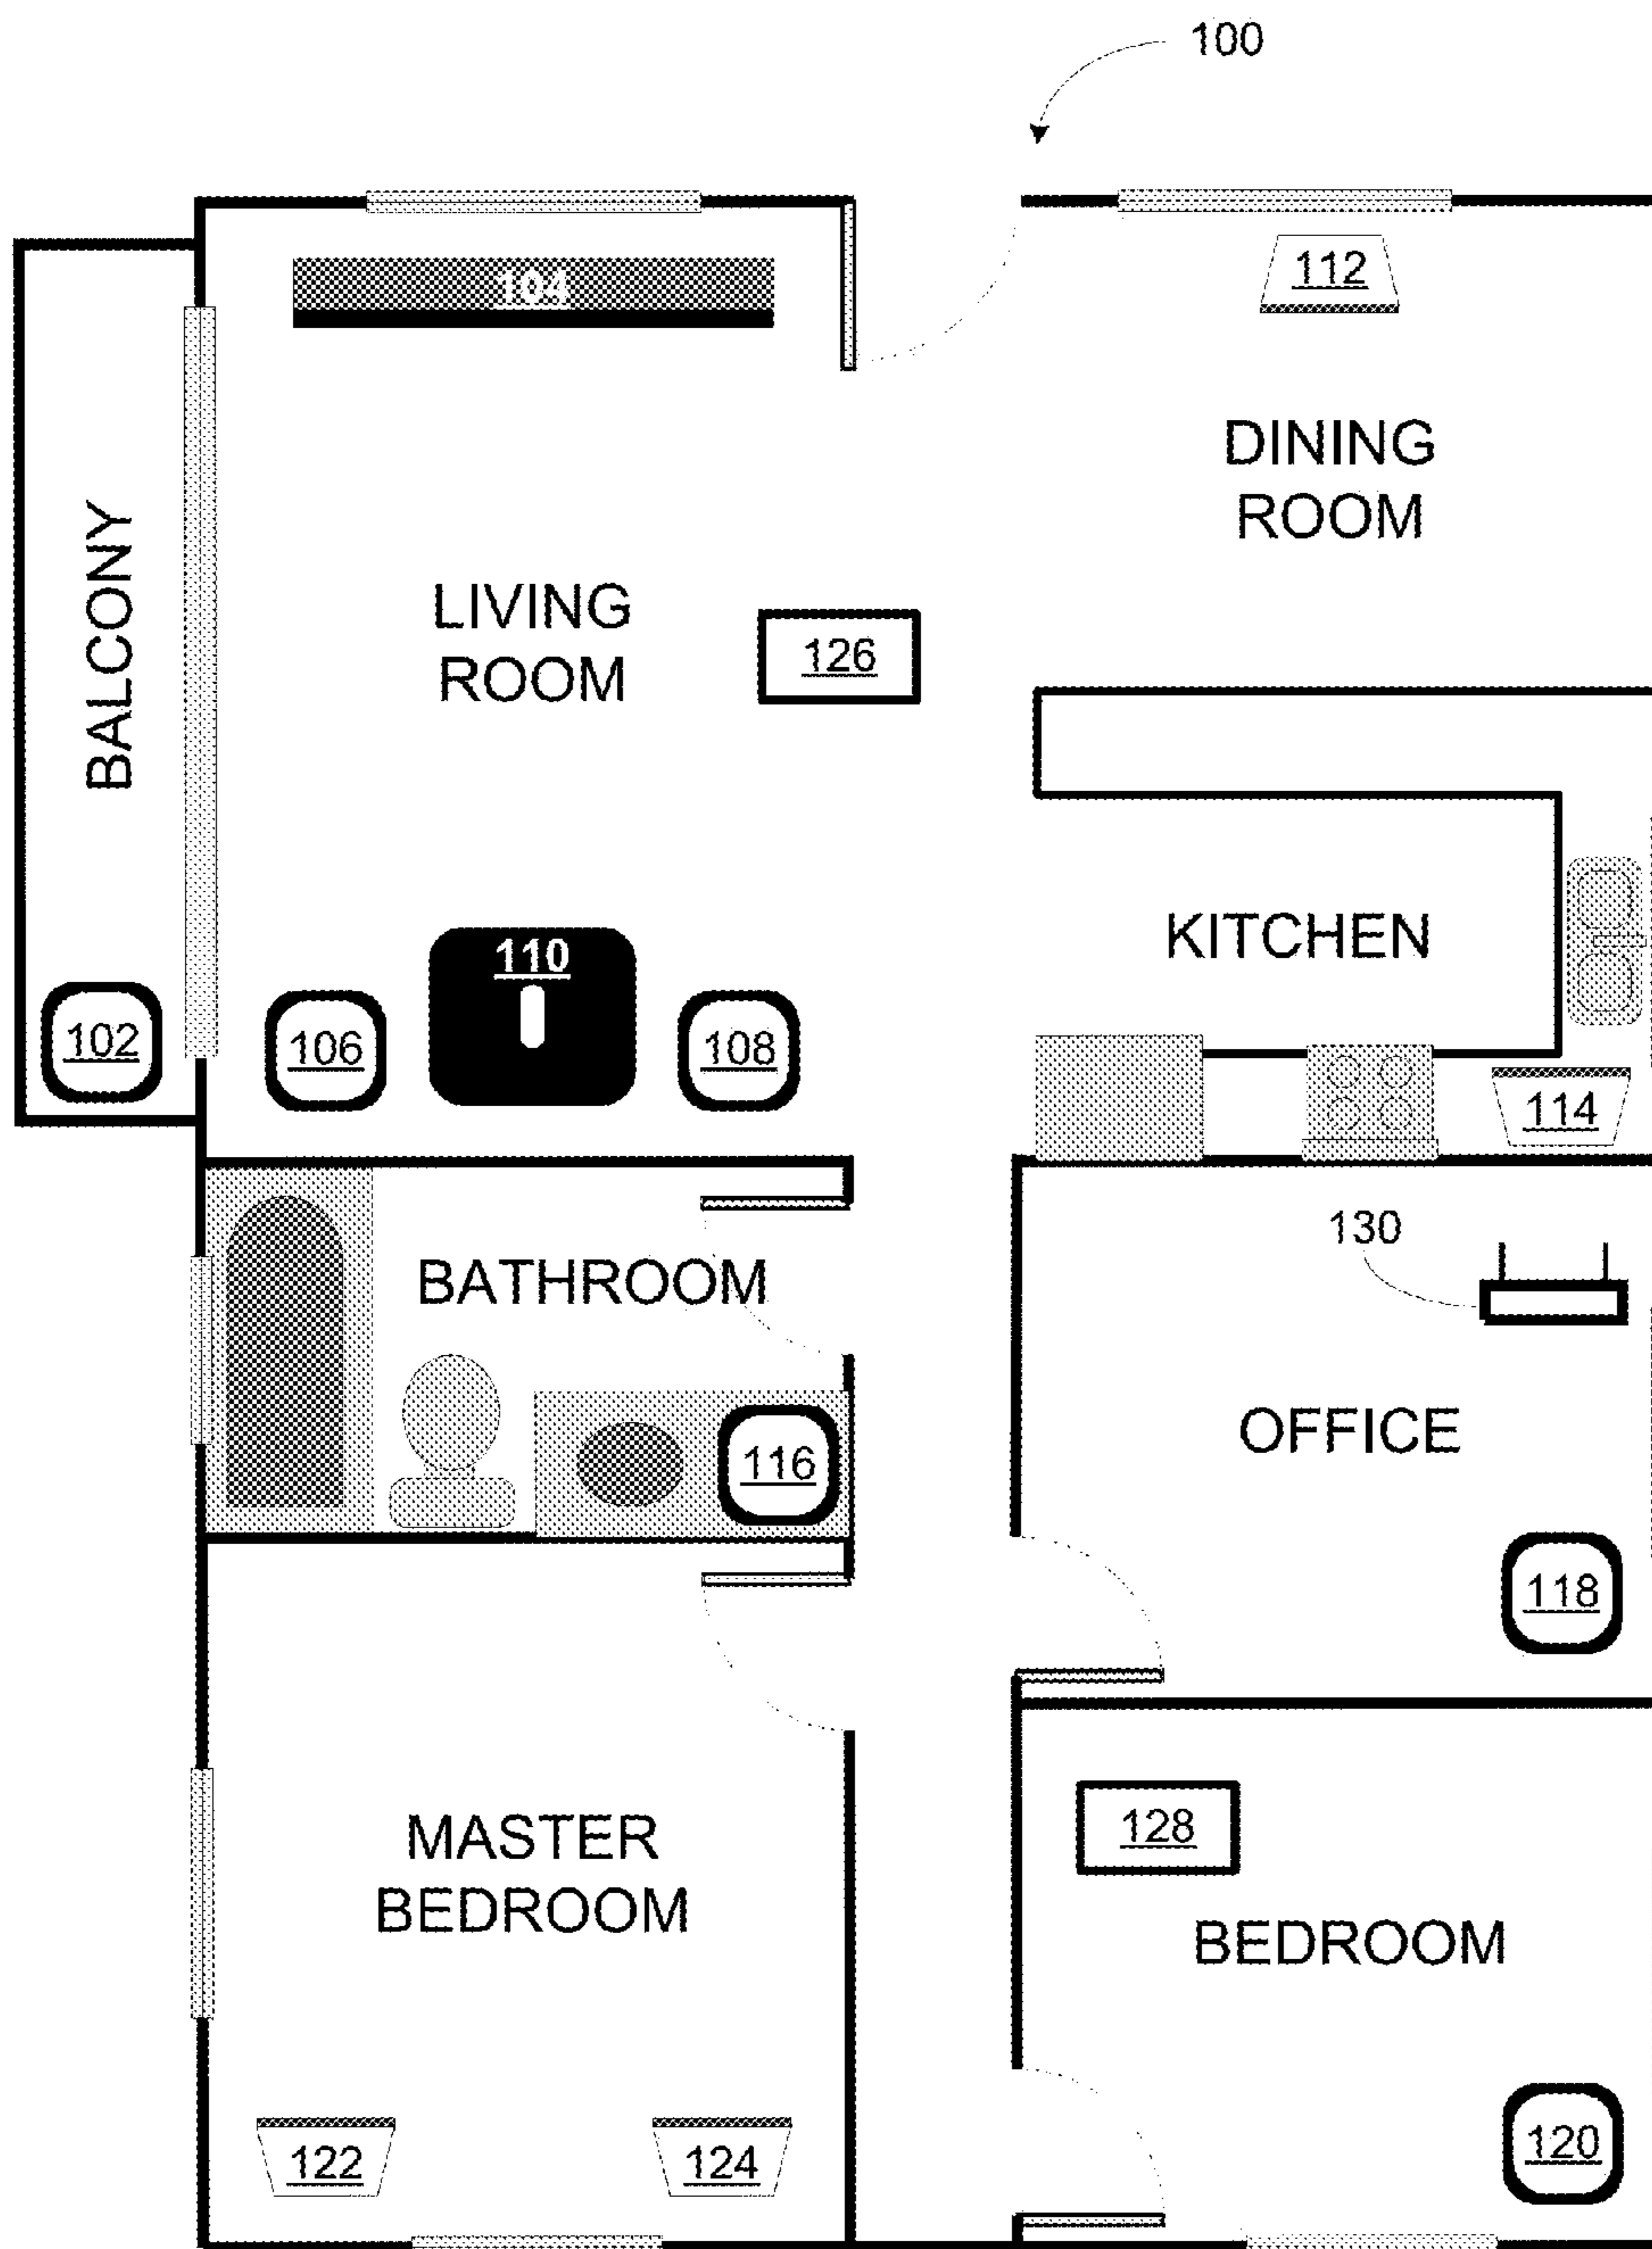 100
104
112
DINING
ROOM
BALCONY
LIVING
ROOM
126
KITCHEN
110
102
106
108
114
130
BATHROOM
OFFICE
116
118
128
MASTER
BEDROOM
BEDROOM
122
124
120